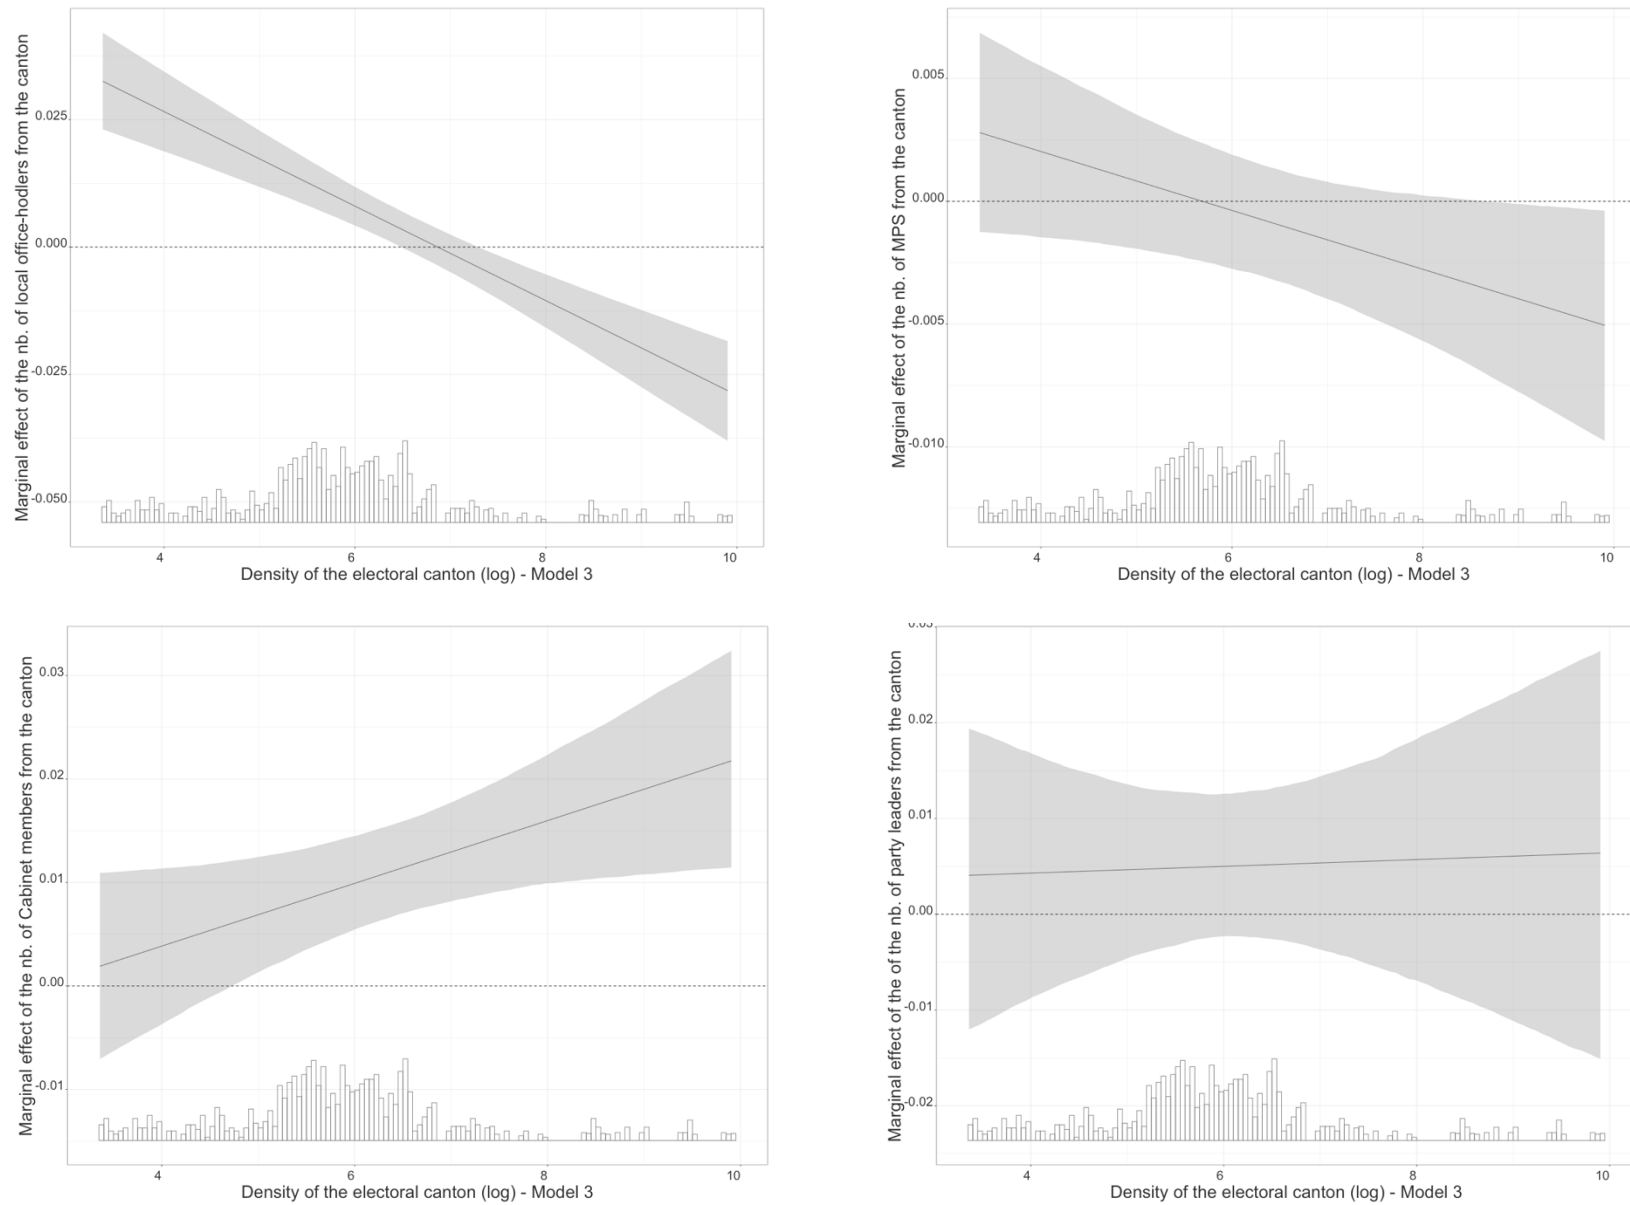 Marginal effect of the nb. of local office-hodlers from the canton
0.025
0.000
-0.025
-0.050
4 6 8 10
Density of the electoral canton (log) - Model 3
Marginal effect of the nb. of MPS from the canton
0.005
0.000
-0.005
-0.010
4 6 8 10
Density of the electoral canton (log) - Model 3
Marginal effect of the nb. of Cabinet members from the canton
0.03
0.02
0.01
0.00
-0.01
4 6 8 10
Density of the electoral canton (log) - Model 3
Marginal effect of the of the nb. of party leaders from the canton
0.03
0.02
0.01
0.00
-0.01
-0.02
4 6 8 10
Density of the electoral canton (log) - Model 3